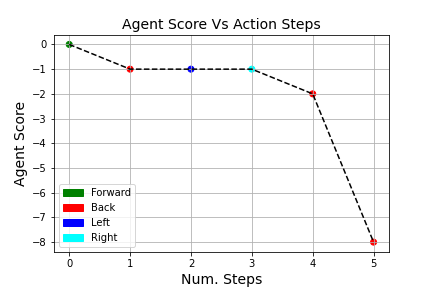 Agent Score Vs Action Steps
Agent Score
0
−1
−2
−3
−4
−5
−6
−7
−8
Forward
Back
Left
Right
0 1 2 3 4 5
Num. Steps